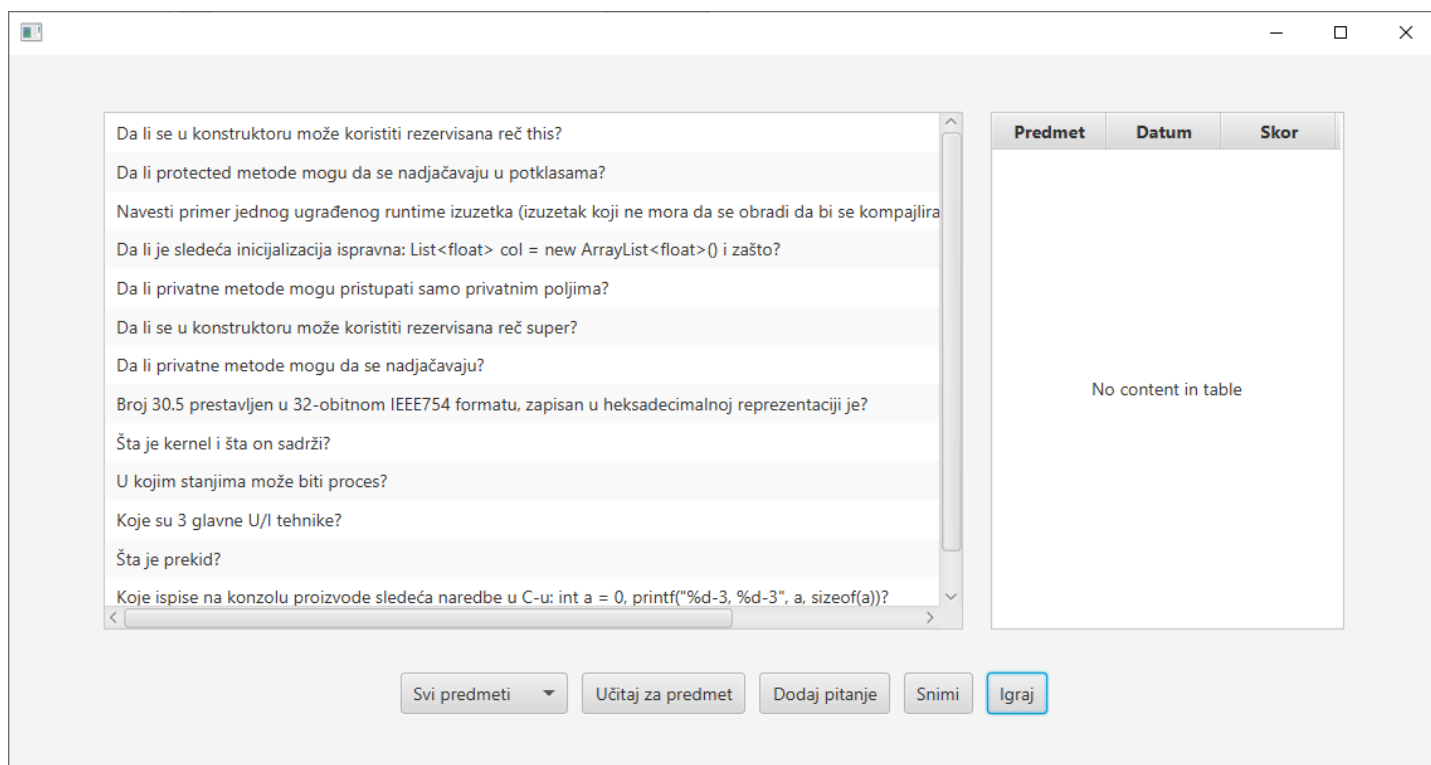 Da li se u konstruktoru može koristiti rezervisana reč this?
Da li protected metode mogu da se nadjačavaju u potklasama?
Navesti primer jednog ugrađenog runtime izuzetka (izuzetak koji ne mora da se obradi da bi se kompajlira
Da li je sledeća inicijalizacija ispravna: List<float> col = new ArrayList<float>() i zašto?
Da li privatne metode mogu pristupati samo privatnim poljima?
Da li se u konstruktoru može koristiti rezervisana reč super?
Da li privatne metode mogu da se nadjačavaju?
Broj 30.5 prestavljen u 32-obitnom IEEE754 formatu, zapisan u heksadecimalnoj reprezentaciji je?
Šta je kernel i šta on sadrži?
U kojim stanjima može biti proces?
Koje su 3 glavne U/I tehnike?
Šta je prekid?
Koje ispise na konzolu proizvode sledeća naredbe u C-u: int a = 0, printf("%d-3, %d-3", a, sizeof(a))?
Predmet Datum Skor
No content in table
Svi predmeti Učitaj za predmet Dodaj pitanje Snimi Igraj